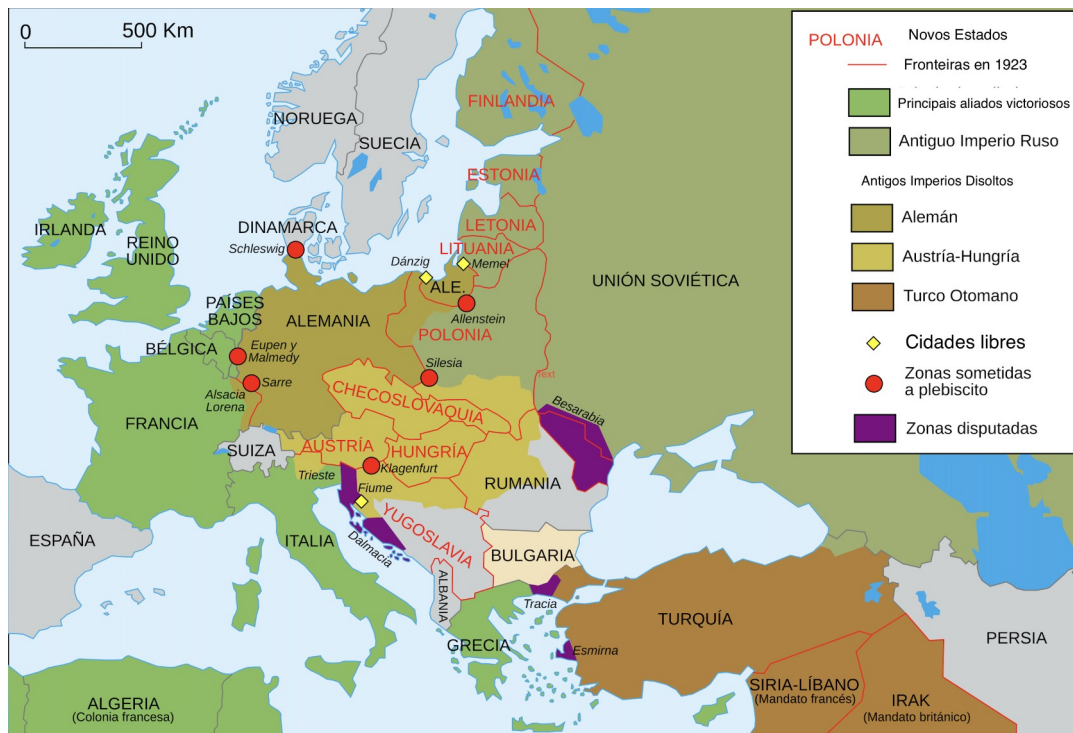 0 500 Km
NORUEGA
SUECIA
FINLANDIA
ESTONIA
LETONIA
LITUANIA
IRLANDA
REINO
UNIDO
DINAMARCA
Schleswig
Dánzig
Memel
ALE.
Allenstein
UNIÓN SOVIÉTICA
PAÍSES
BAJOS
ALEMANIA
POLONIA
BÉLGICA
Eupen y
Malmedy
Silesia
Sarre
Alsacia
Lorena
CHECOSLOVAQUIA
Text
Besarabia
FRANCIA
SUIZA
AUSTRÍA
HUNGRÍA
Klagenfurt
Trieste
Fiume
RUMANIA
YUGOSLAVIA
Dalmacia
ESPAÑA
ITALIA
BULGARIA
ALBANIA
Tracia
TURQUÍA
GRECIA
Esmirna
PERSIA
ALGERIA
(Colonia francesa)
SIRIA-LÍBANO
(Mandato francés)
IRAK
(Mandato británico)
POLONIA Novos Estados
Fronteiras en 1923
Principais aliados victoriosos
Antiguo Imperio Ruso
Antigos Imperios Disoltos
Alemán
Austría-Hungría
Turco Otomano
Cidades libres
Zonas sometidas
a plebiscito
Zonas disputadas